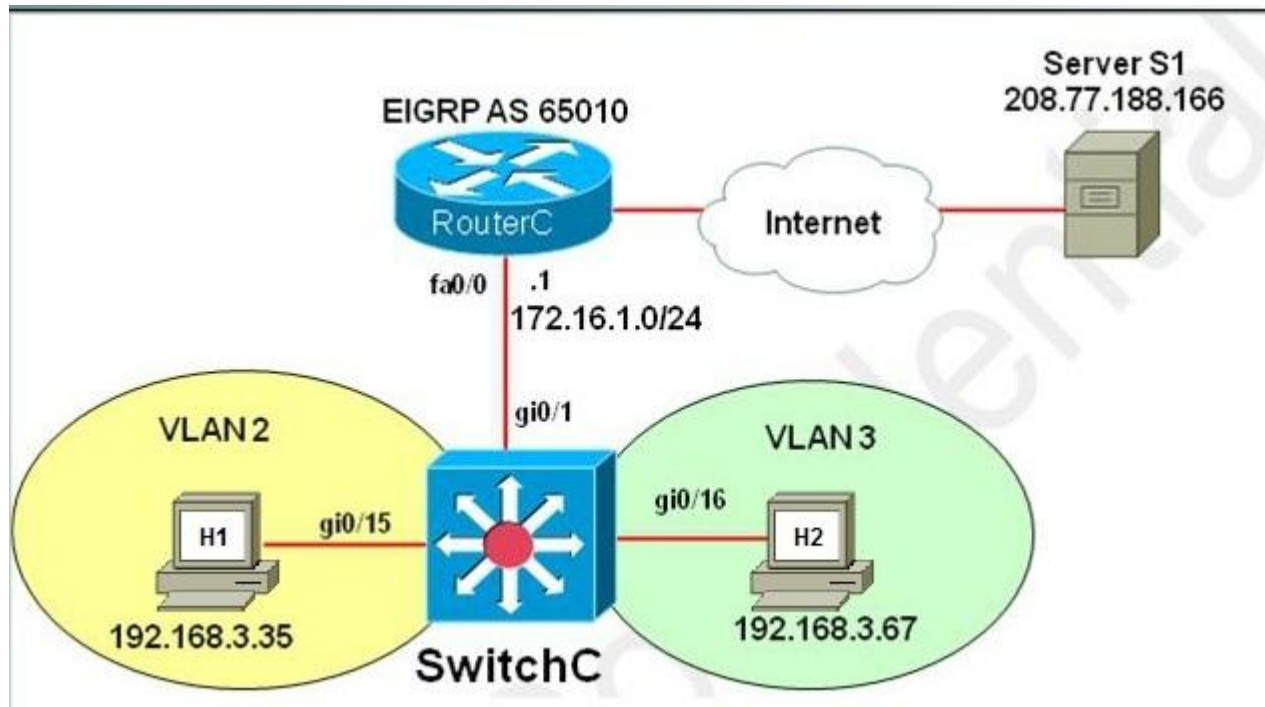 Server S1
208.77.188.166
EIGRP AS 65010
RouterC
Internet
fa0/0
.1
172.16.1.0/24
gi0/1
VLAN 2
VLAN 3
gi0/15
gi0/16
H1
H2
192.168.3.35
192.168.3.67
SwitchC